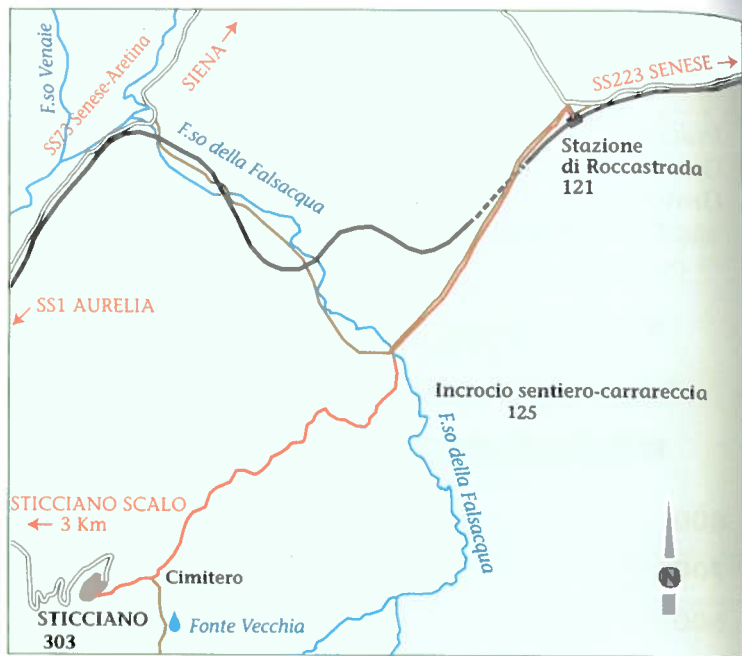 F.so Venaie
SS73 Senese-Aretina
SIENA
SS223 SENESE
F.so della Falsacqua
Stazione
di Roccastrada
121
SS1 AURELIA
Incrocio sentiero-carrareccia
125
F.so della Falsacqua
STICCIANO SCALO
3 Km
Cimitero
STICCIANO
303
Fonte Vecchia
N